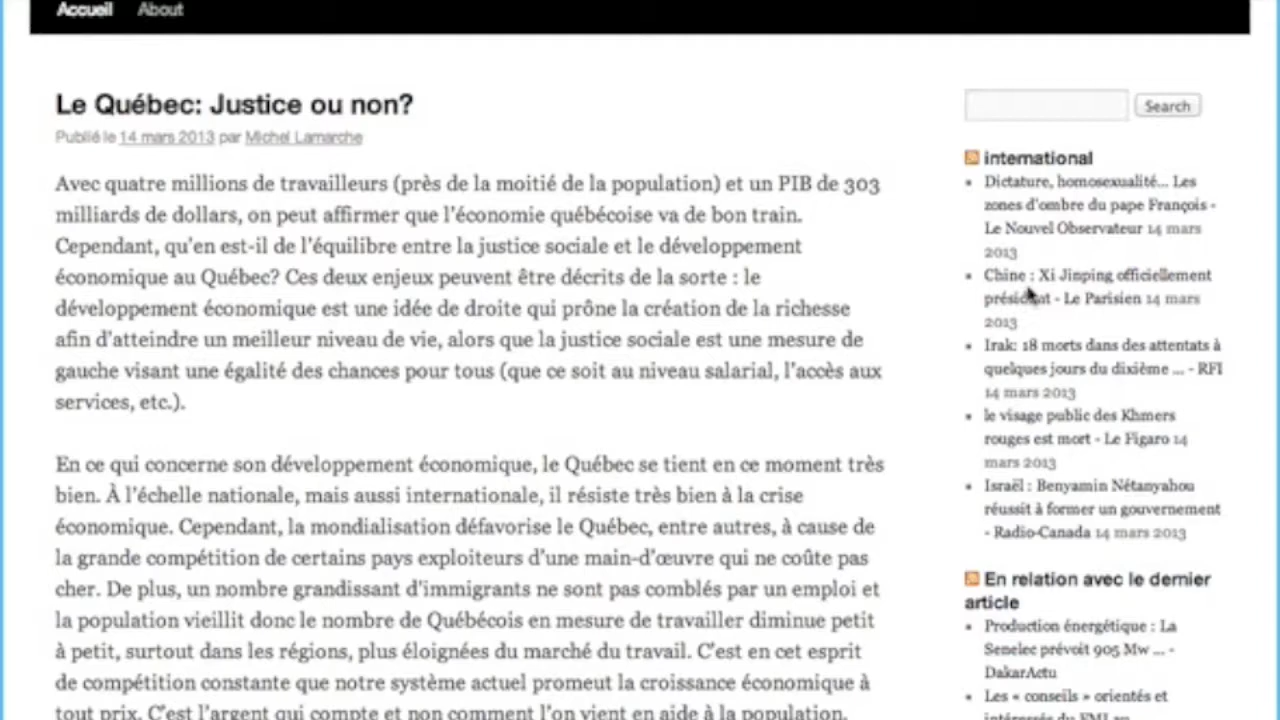 Accueil About
Le Québec: Justice ou non?
Publié le 14 mars 2013 par Michel Lamarche
Avec quatre millions de travailleurs (près de la moitié de la population) et un PIB de 303
milliards de dollars, on peut affirmer que l'économie québécoise va de bon train.
Cependant, qu'en est-il de l'équilibre entre la justice sociale et le développement
économique au Québec? Ces deux enjeux peuvent être décrits de la sorte : le
développement économique est une idée de droite qui prône la création de la richesse
afin d'atteindre un meilleur niveau de vie, alors que la justice sociale est une mesure de
gauche visant une égalité des chances pour tous (que ce soit au niveau salarial, l'accès aux
services, etc.).
En ce qui concerne son développement économique, le Québec se tient en ce moment très
bien. À l'échelle nationale, mais aussi internationale, il résiste très bien à la crise
économique. Cependant, la mondialisation défavorise le Québec, entre autres, à cause de
la grande compétition de certains pays exploiteurs d'une main-d'œuvre qui ne coûte pas
cher. De plus, un nombre grandissant d'immigrants ne sont pas comblés par un emploi et
la population vieillit donc le nombre de Québécois en mesure de travailler diminue petit
à petit, surtout dans les régions, plus éloignées du marché du travail. C'est en cet esprit
de compétition constante que notre système actuel promeut la croissance économique à
tout prix. C'est l'argent qui compte et non comment l'on vient en aide à la population.
Search
international
Dictature, homosexualité... Les
zones d'ombre du pape François -
Le Nouvel Observateur 14 mars
2013
Chine : Xi Jinping officiellement
président - Le Parisien 14 mars
2013
Irak: 18 morts dans des attentats à
quelques jours du dixième ... - RFI
14 mars 2013
le visage public des Khmers
rouges est mort - Le Figaro 14
mars 2013
Israël : Benyamin Nétanyahou
réussit à former un gouvernement
- Radio-Canada 14 mars 2013
En relation avec le dernier
article
Production énergétique : La
Senelec prévoit 905 Mw ... -
DakarActu
Les « conseils » orientés et
intéressés du FMI au